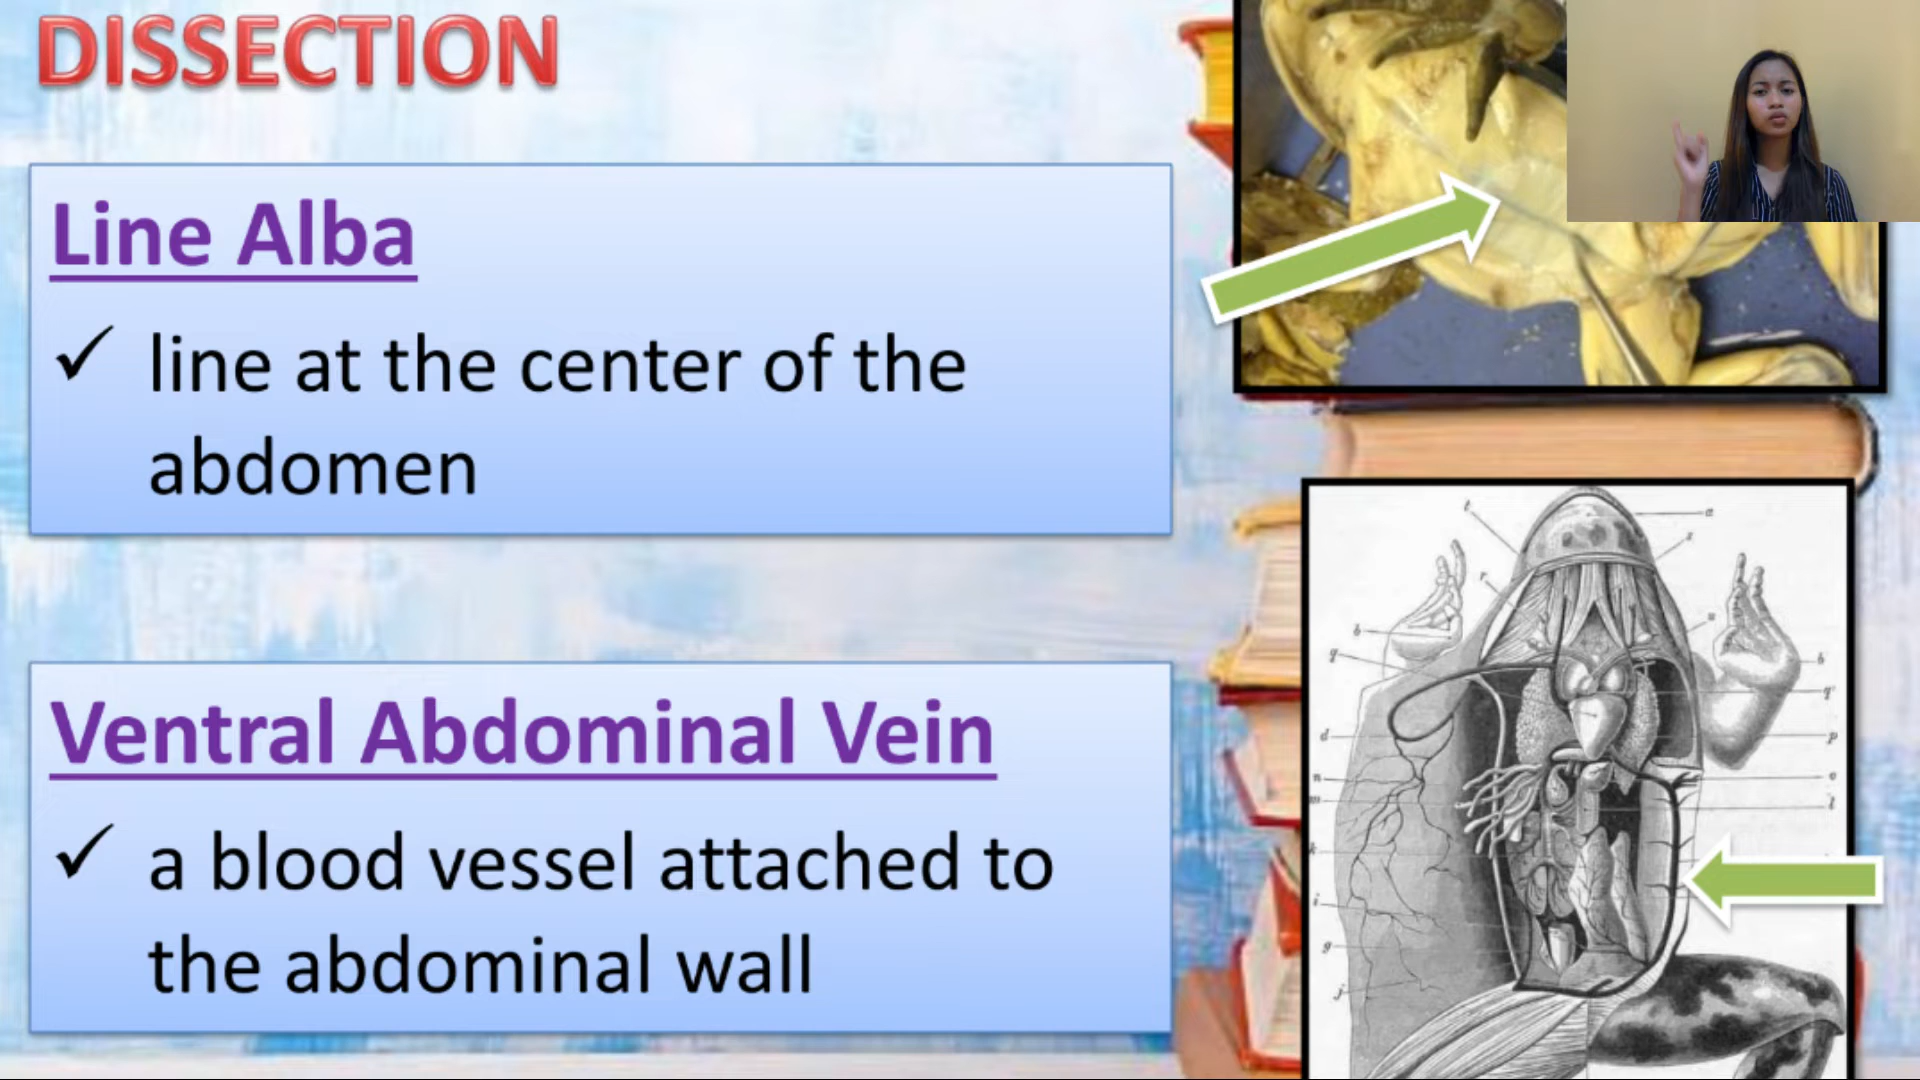 DISSECTION
Line Alba
✓ line at the center of the
abdomen
Ventral Abdominal Vein
✓ a blood vessel attached to
the abdominal wall